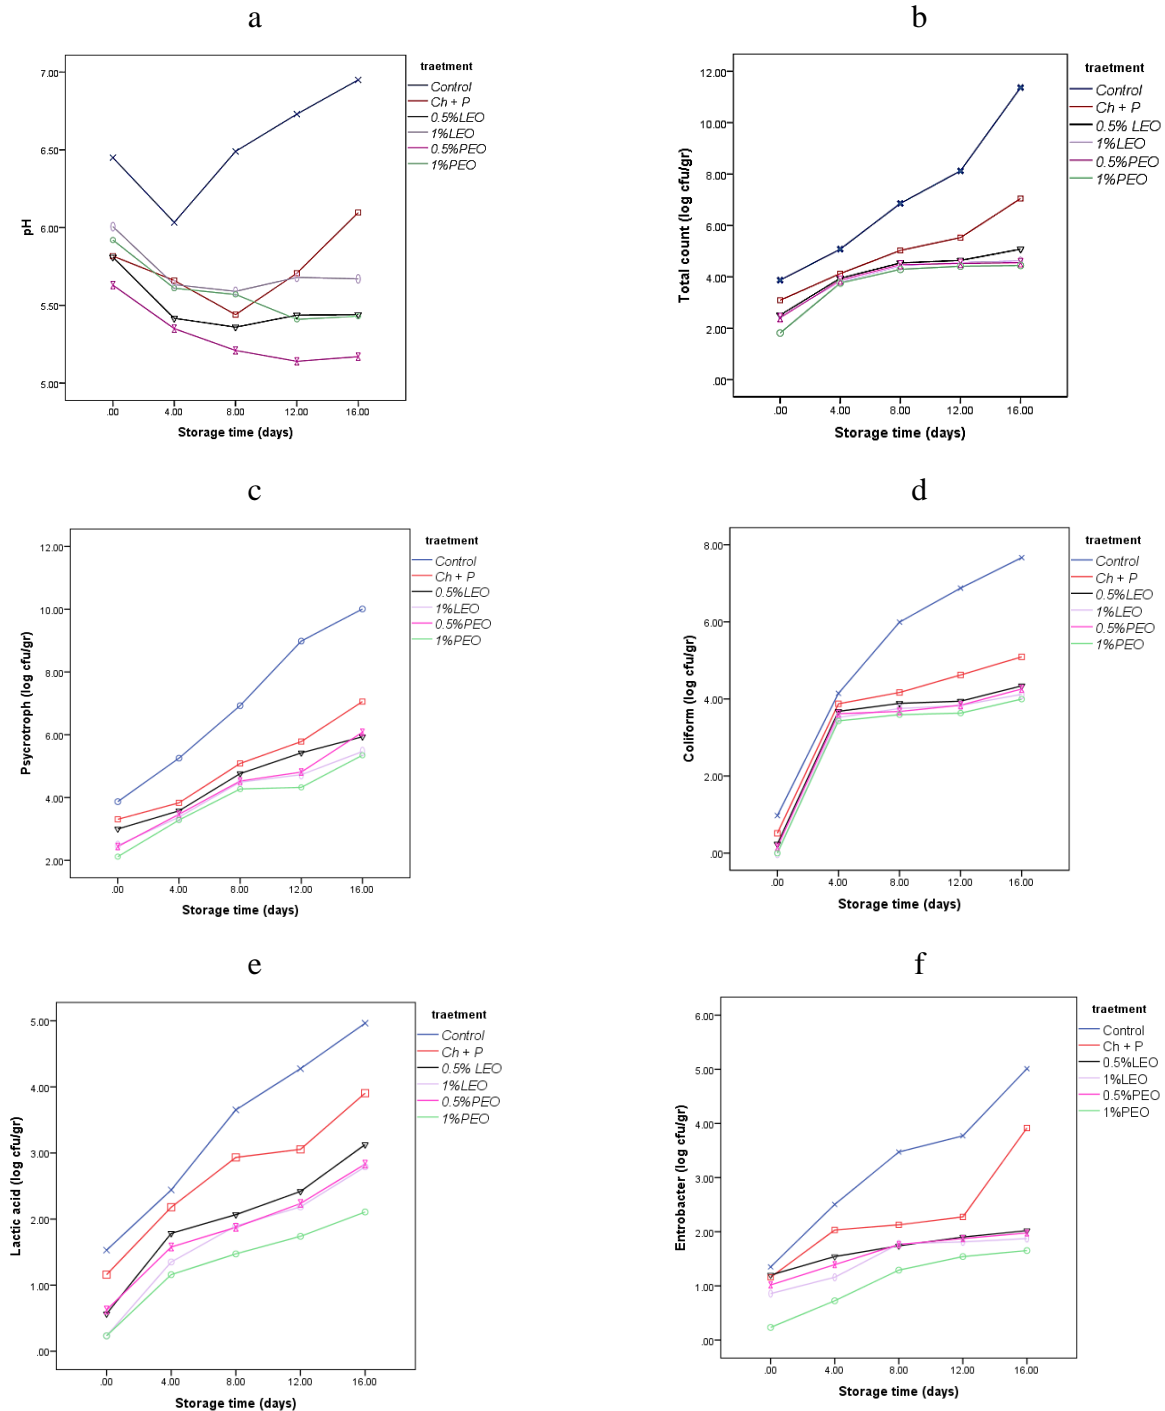 a
7.00
6.50
6.00
5.50
5.00
pH
.00 4.00 8.00 12.00 16.00
Storage time (days)
traetment
Control
Ch + P
0.5%LEO
1%LEO
0.5%PEO
1%PEO
b
12.00
10.00
8.00
6.00
4.00
2.00
.00
Total count (log cfu/gr)
.00 4.00 8.00 12.00 16.00
Storage time (days)
traetment
Control
Ch + P
0.5% LEO
1%LEO
0.5%PEO
1%PEO
c
12.00
10.00
8.00
6.00
4.00
2.00
Psycrotroph (log cfu/gr)
.00 4.00 8.00 12.00 16.00
Storage time (days)
traetment
Control
Ch + P
0.5%LEO
1%LEO
0.5%PEO
1%PEO
d
8.00
6.00
4.00
2.00
.00
Coliform (log cfu/gr)
.00 4.00 8.00 12.00 16.00
Storage time (days)
traetment
Control
Ch + P
0.5%LEO
1%LEO
0.5%PEO
1%PEO
e
5.00
4.00
3.00
2.00
1.00
.00
Lactic acid (log cfu/gr)
.00 4.00 8.00 12.00 16.00
Storage time (days)
traetment
Control
Ch + P
0.5% LEO
1%LEO
0.5%PEO
1%PEO
f
6.00
5.00
4.00
3.00
2.00
1.00
.00
Entrobacter (log cfu/gr)
.00 4.00 8.00 12.00 16.00
Storage time (days)
traetment
Control
Ch + P
0.5%LEO
1%LEO
0.5%PEO
1%PEO